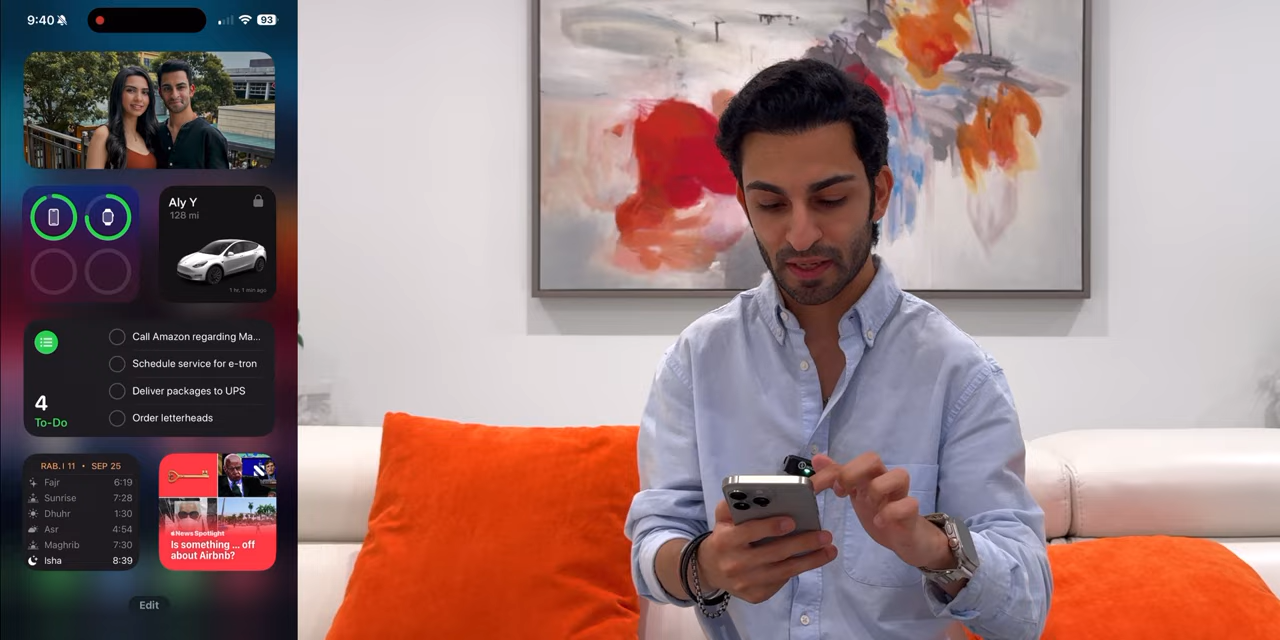 9:40
93
Aly Y
128 mi
1 hr, 1 min ago
Call Amazon regarding Ma...
Schedule service for e-tron
Deliver packages to UPS
Order letterheads
4
To-Do
RAB. I 11 • SEP 25
Fajr 6:19
Sunrise 7:28
Dhuhr 1:30
Asr 4:54
Maghrib 7:30
Isha 8:39
News Spotlight
Is something ... off
about Airbnb?
Edit